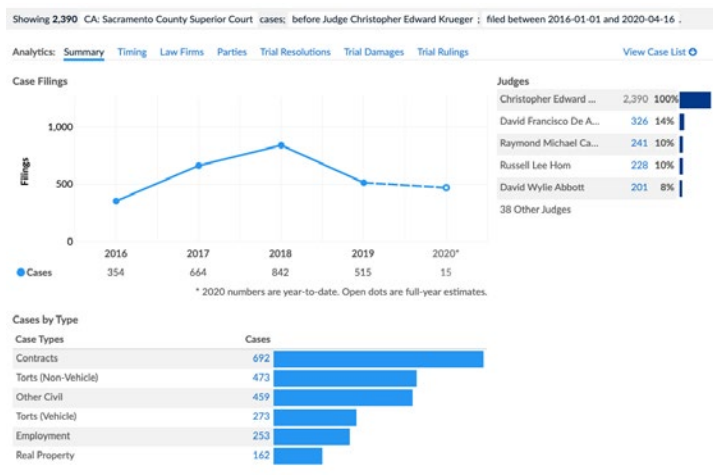 Showing 2,390 CA: Sacramento County Superior Court cases; before Judge Christopher Edward Krueger ; filed between 2016-01-01 and 2020-04-16 .
Analytics: Summary Timing Law Firms Parties Trial Resolutions Trial Damages Trial Rulings View Case List
Case Filings
Filings
1,000
500
0
2016 2017 2018 2019 2020*
Cases 354 664 842 515 15
* 2020 numbers are year-to-date. Open dots are full-year estimates.
Judges
Christopher Edward ... 2,390 100%
David Francisco De A... 326 14%
Raymond Michael Ca... 241 10%
Russell Lee Hom 228 10%
David Wylie Abbott 201 8%
38 Other Judges
Cases by Type
Case Types Cases
Contracts 692
Torts (Non-Vehicle) 473
Other Civil 459
Torts (Vehicle) 273
Employment 253
Real Property 162